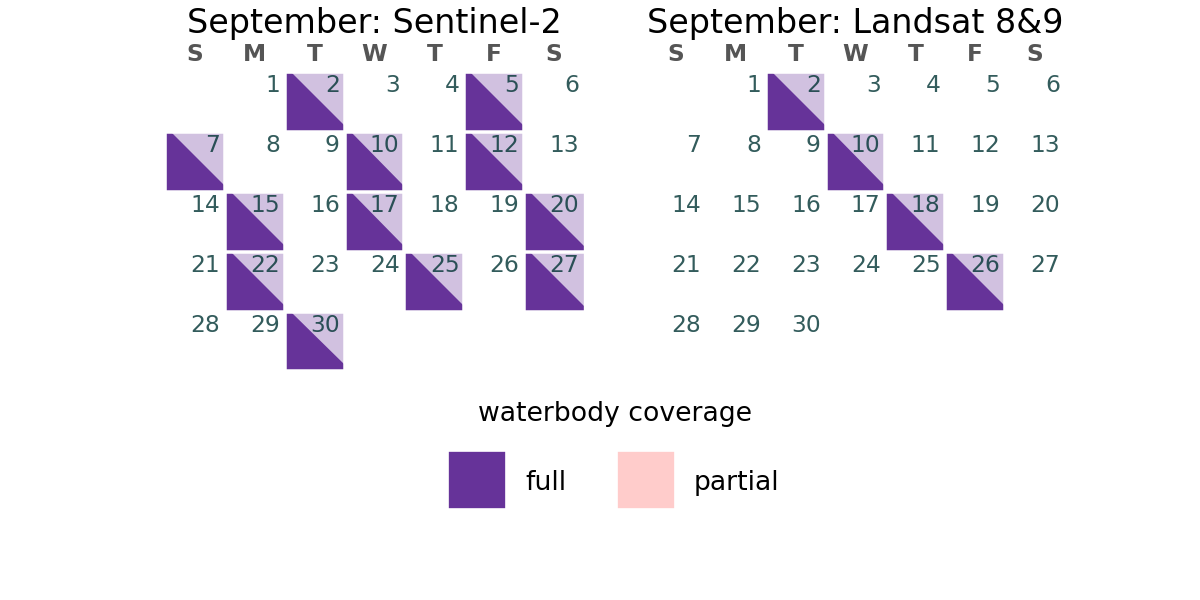 September: Sentinel-2
S M T W T F S
1 2 3 4 5 6
7 8 9 10 11 12 13
14 15 16 17 18 19 20
21 22 23 24 25 26 27
28 29 30
September: Landsat 8&9
S M T W T F S
1 2 3 4 5 6
7 8 9 10 11 12 13
14 15 16 17 18 19 20
21 22 23 24 25 26 27
28 29 30
waterbody coverage
full partial